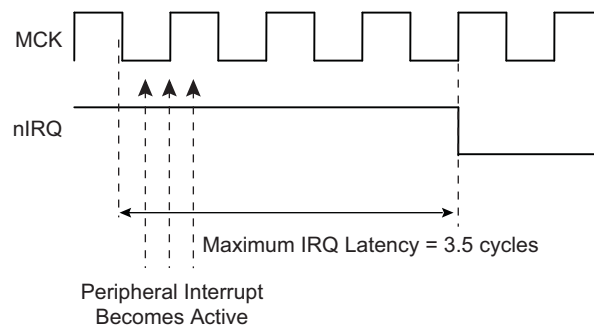 MCK
nIRQ
Maximum IRQ Latency = 3.5 cycles
Peripheral Interrupt
Becomes Active